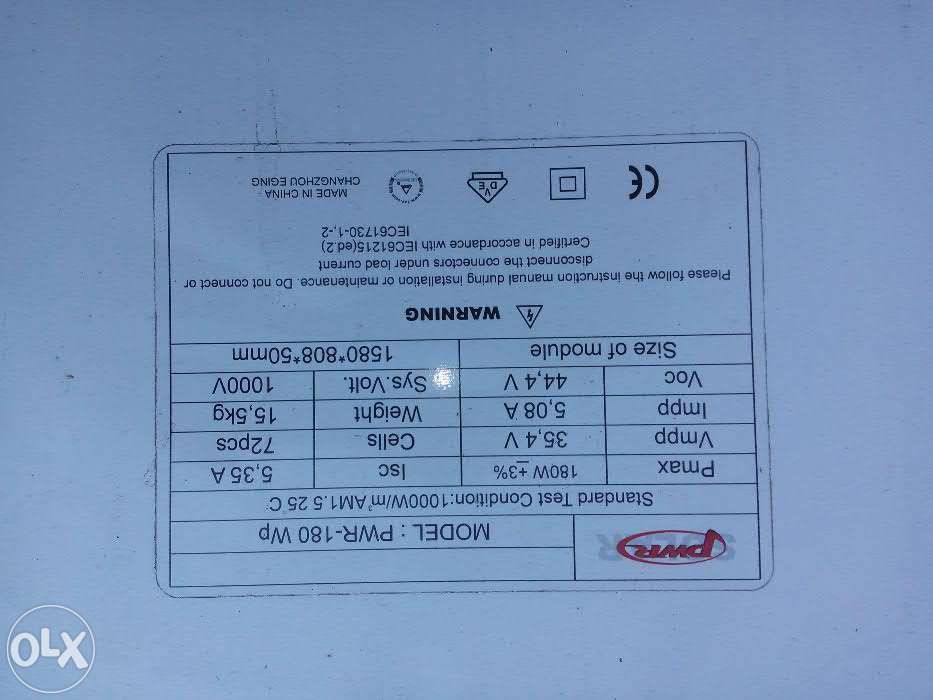 PWR
SOLAR
MODEL : PWR-180 Wp
Standard Test Condition:1000W/m³AM1.5 25 C
Pmax 180W +3% Isc 5,35 A
Vmpp 35,4 V Cells 72pcs
Impp 5,08 A Weight 15,5kg
Voc 44,4 V Sys.Volt. 1000V
Size of module 1580*808*50mm
WARNING
Please follow the instruction manual during installation or maintenance. Do not connect or
disconnect the connectors under load current
Certified in accordance with IEC61215(ed.2)
IEC61730-1,-2
CE
VDE
MADE IN CHINA
CHANGZHOU EGING
OLX